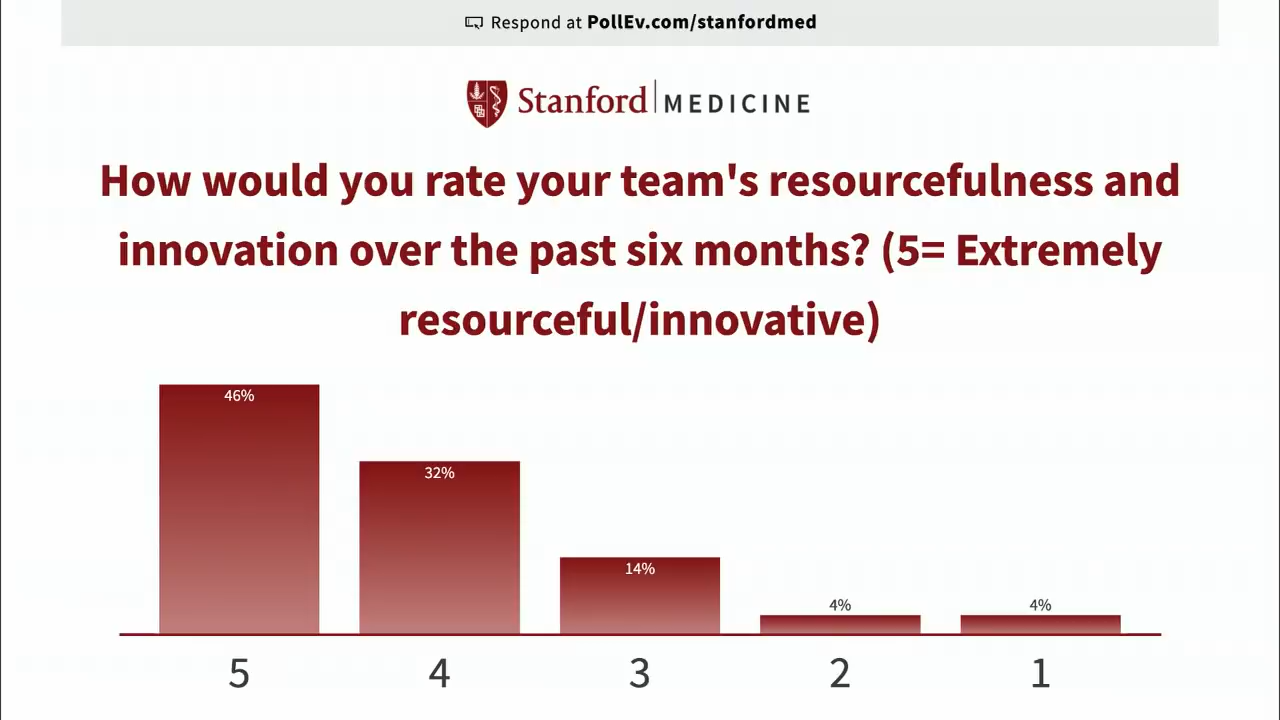 Respond at PollEv.com/stanfordmed
Stanford MEDICINE
How would you rate your team's resourcefulness and
innovation over the past six months? (5= Extremely
resourceful/innovative)
46%
32%
14%
4%
4%
5
4
3
2
1